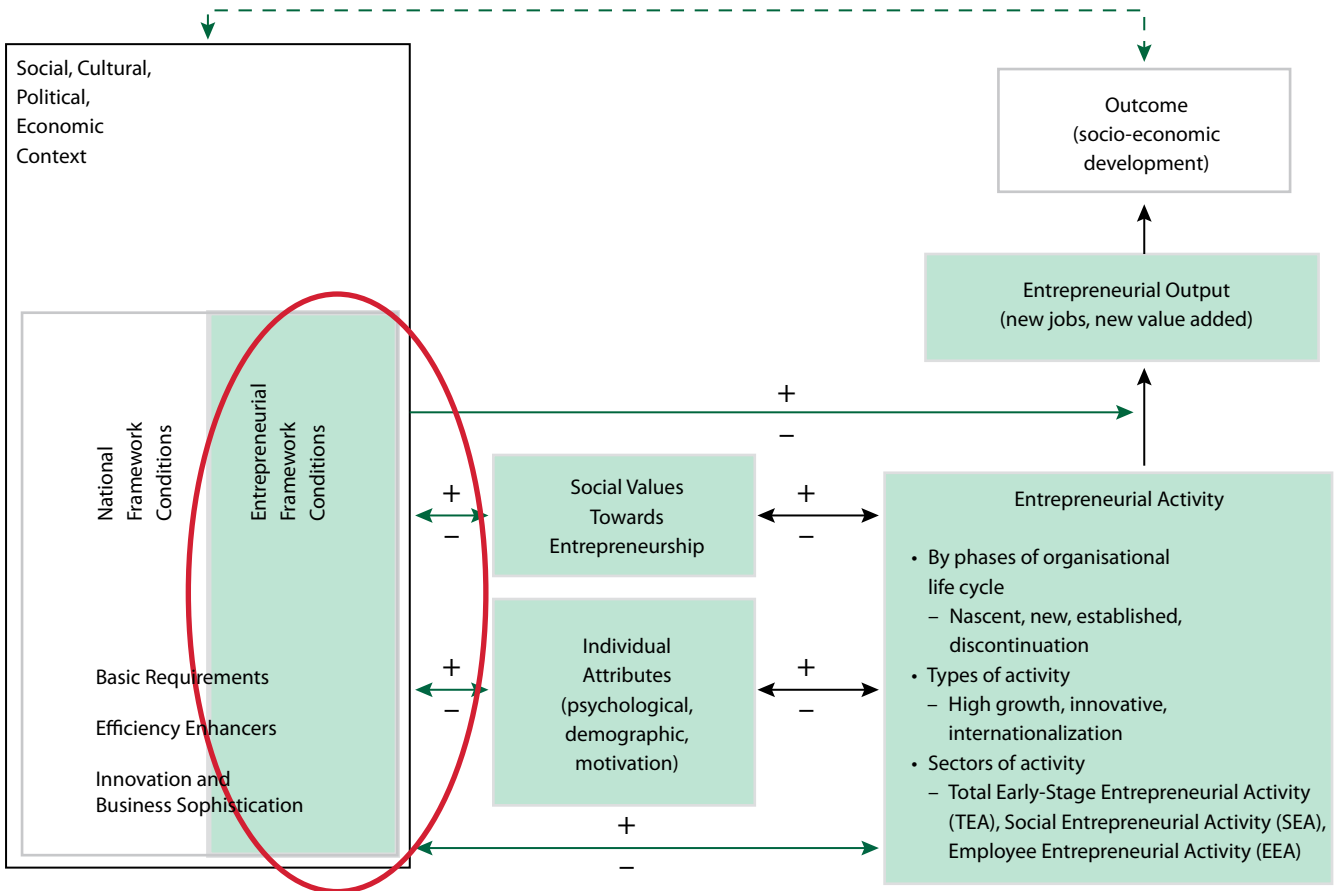 Social, Cultural,
Political,
Economic
Context
National
Framework
Conditions
Entrepreneurial
Framework
Conditions
Basic Requirements
Efficiency Enhancers
Innovation and
Business Sophistication
+
−
+
−
Social Values
Towards
Entrepreneurship
+
−
+
−
Individual
Attributes
(psychological,
demographic,
motivation)
+
−
+
−
Outcome
(socio-economic
development)
Entrepreneurial Output
(new jobs, new value added)
Entrepreneurial Activity
• By phases of organisational
life cycle
– Nascent, new, established,
discontinuation
• Types of activity
– High growth, innovative,
internationalization
• Sectors of activity
– Total Early-Stage Entrepreneurial Activity
(TEA), Social Entrepreneurial Activity (SEA),
Employee Entrepreneurial Activity (EEA)